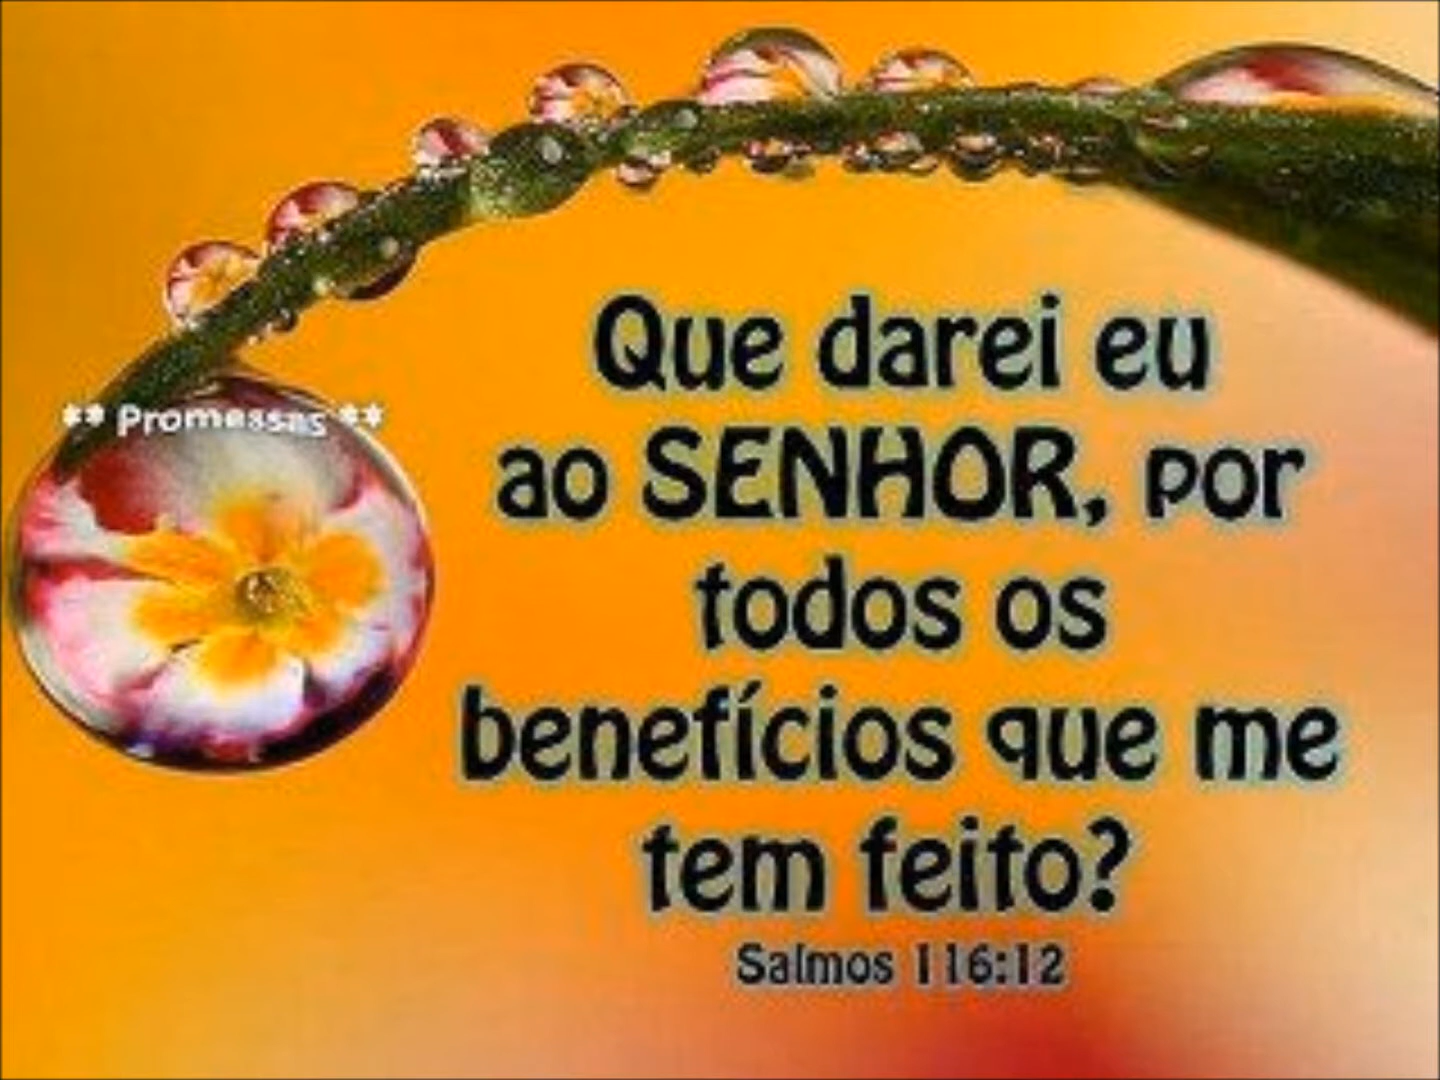 ** Promessas **
Que darei eu
ao SENHOR, por
todos os
benefícios que me
tem feito?
Salmos 116:12